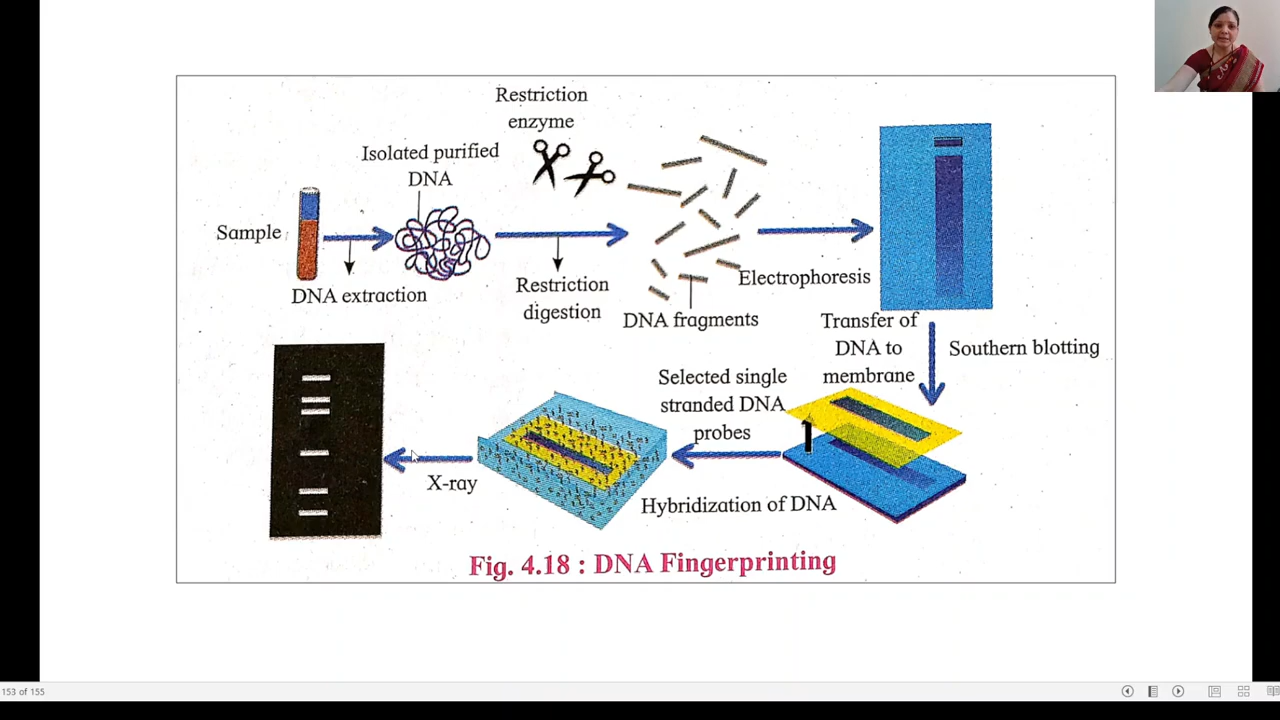 Restriction
enzyme
Isolated purified
DNA
Sample
DNA extraction
Restriction
digestion
DNA fragments
Electrophoresis
Transfer of
DNA to
membrane
Southern blotting
Selected single
stranded DNA
probes
Hybridization of DNA
X-ray
Fig. 4.18 : DNA Fingerprinting
153 of 155